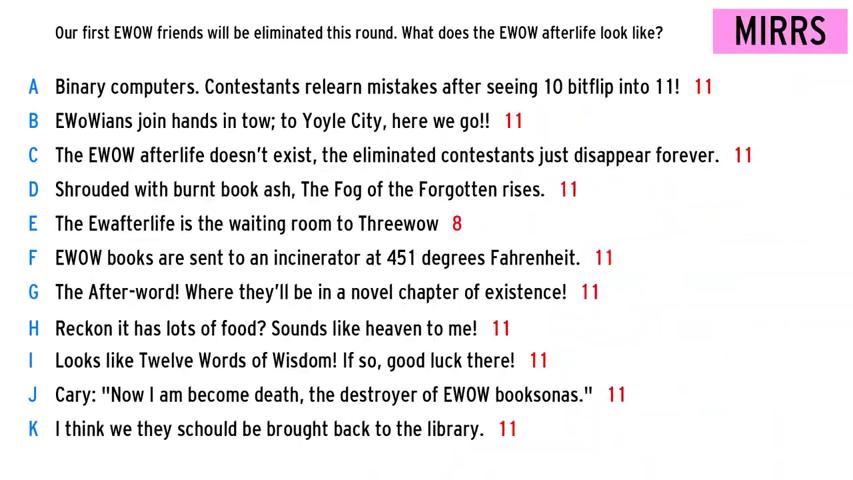 Our first EWOW friends will be eliminated this round. What does the EWOW afterlife look like?
MIRRS
A Binary computers. Contestants relearn mistakes after seeing 10 bitflip into 11! 11
B EWoWians join hands in tow; to Yoyle City, here we go!! 11
C The EWOW afterlife doesn't exist, the eliminated contestants just disappear forever. 11
D Shrouded with burnt book ash, The Fog of the Forgotten rises. 11
E The Ewafterlife is the waiting room to Threewow 8
F EWOW books are sent to an incinerator at 451 degrees Fahrenheit. 11
G The After-word! Where they'll be in a novel chapter of existence! 11
H Reckon it has lots of food? Sounds like heaven to me! 11
I Looks like Twelve Words of Wisdom! If so, good luck there! 11
J Cary: "Now I am become death, the destroyer of EWOW booksonas." 11
K I think we they schould be brought back to the library. 11